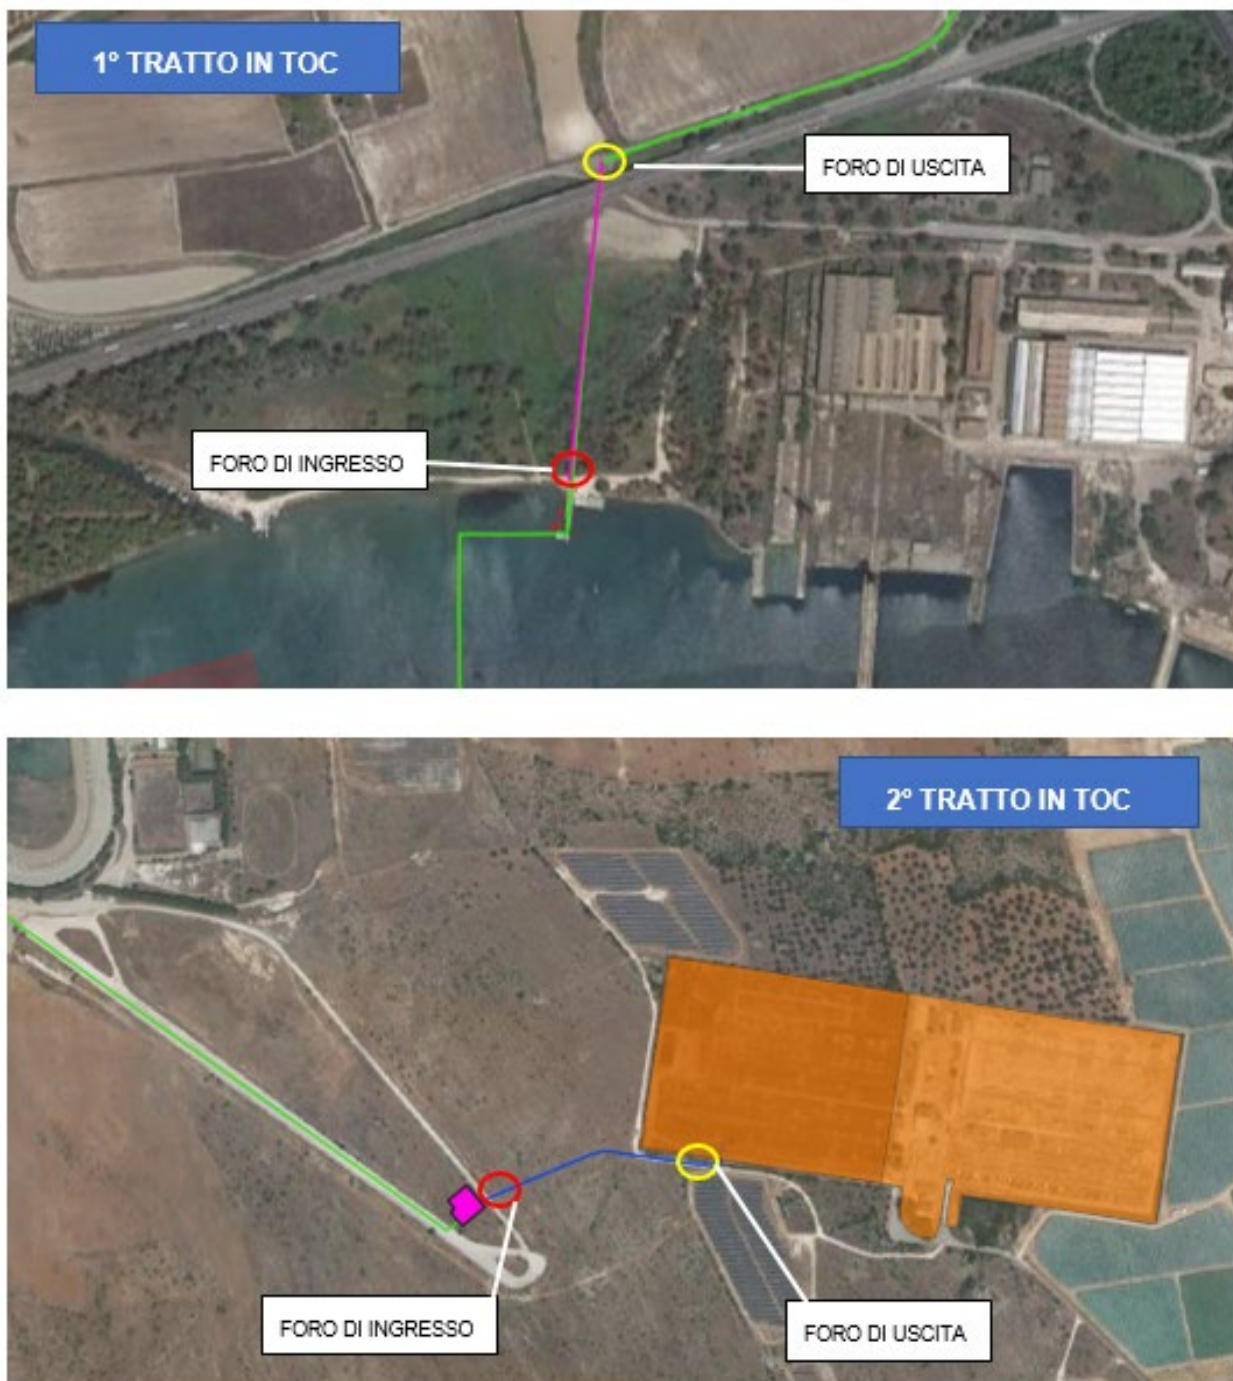 1° TRATTO IN TOC
FORO DI USCITA
FORO DI INGRESSO
2° TRATTO IN TOC
FORO DI INGRESSO
FORO DI USCITA